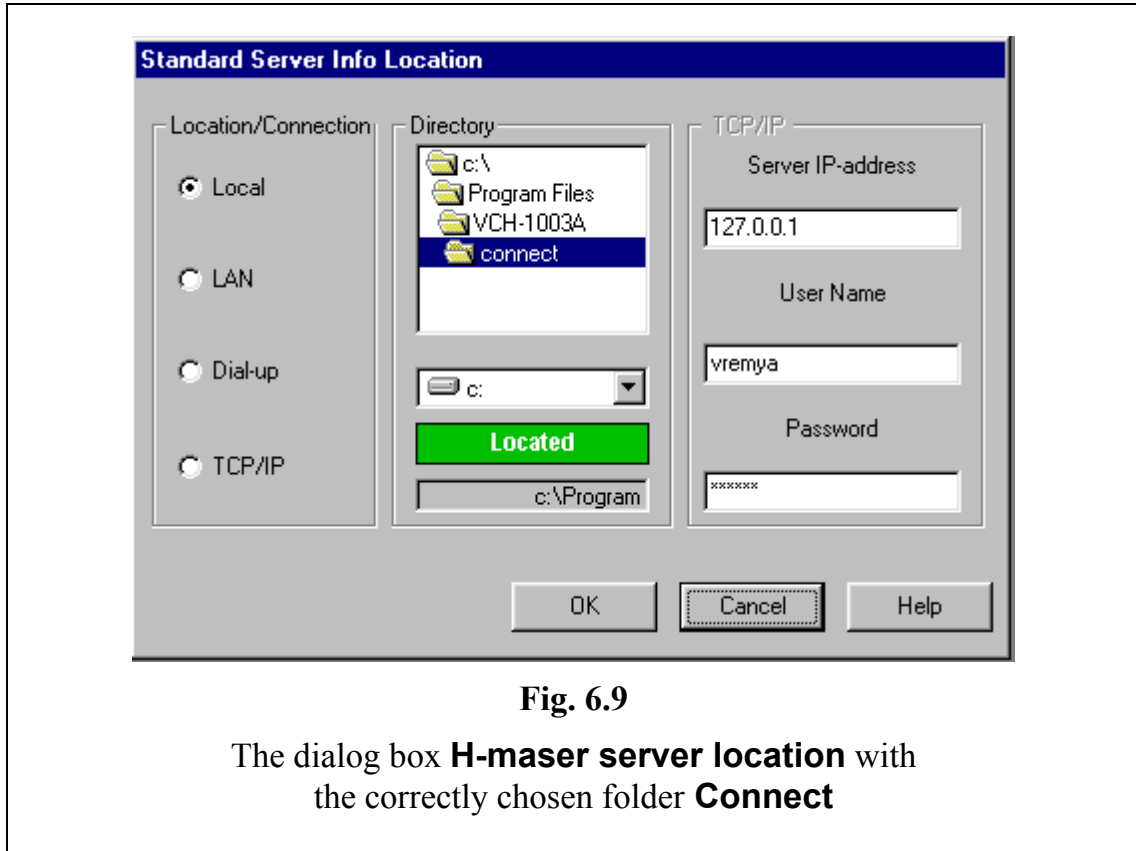 Standard Server Info Location
Location/Connection
Local
LAN
Dial-up
TCP/IP
Directory
c:\
Program Files
VCH-1003A
connect
c:
Located
c:\Program
TCP/IP
Server IP-address
127.0.0.1
User Name
vremya
Password
××××××
OK
Cancel
Help
Fig. 6.9
The dialog box H-maser server location with
the correctly chosen folder Connect